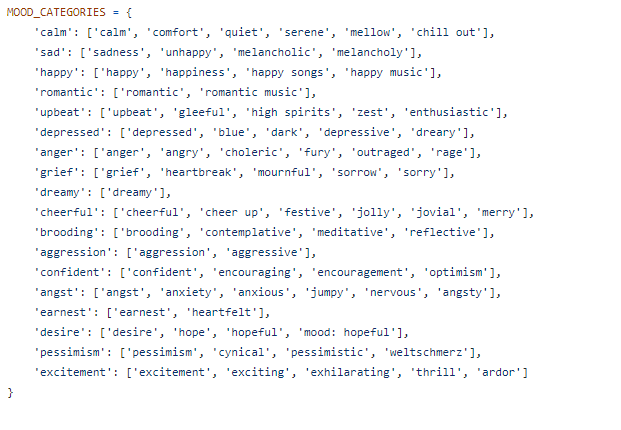 MOOD_CATEGORIES = {
    'calm': ['calm', 'comfort', 'quiet', 'serene', 'mellow', 'chill out'],
    'sad': ['sadness', 'unhappy', 'melancholic', 'melancholy'],
    'happy': ['happy', 'happiness', 'happy songs', 'happy music'],
    'romantic': ['romantic', 'romantic music'],
    'upbeat': ['upbeat', 'gleeful', 'high spirits', 'zest', 'enthusiastic'],
    'depressed': ['depressed', 'blue', 'dark', 'depressive', 'dreary'],
    'anger': ['anger', 'angry', 'choleric', 'fury', 'outraged', 'rage'],
    'grief': ['grief', 'heartbreak', 'mournful', 'sorrow', 'sorry'],
    'dreamy': ['dreamy'],
    'cheerful': ['cheerful', 'cheer up', 'festive', 'jolly', 'jovial', 'merry'],
    'brooding': ['brooding', 'contemplative', 'meditative', 'reflective'],
    'aggression': ['aggression', 'aggressive'],
    'confident': ['confident', 'encouraging', 'encouragement', 'optimism'],
    'angst': ['angst', 'anxiety', 'anxious', 'jumpy', 'nervous', 'angsty'],
    'earnest': ['earnest', 'heartfelt'],
    'desire': ['desire', 'hope', 'hopeful', 'mood: hopeful'],
    'pessimism': ['pessimism', 'cynical', 'pessimistic', 'weltschmerz'],
    'excitement': ['excitement', 'exciting', 'exhilarating', 'thrill', 'ardor']
}